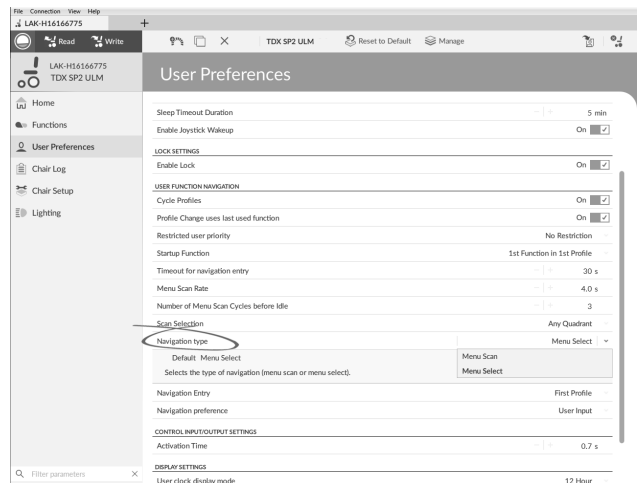 File Connection View Help
LAK-H16166775 +
Read Write TDX SP2 ULM Reset to Default Manage
LAK-H16166775
TDX SP2 ULM
User Preferences
Home
Functions
User Preferences
Chair Log
Chair Setup
Lighting
Sleep Timeout Duration 5 min
Enable Joystick Wakeup On
LOCK SETTINGS
Enable Lock On
USER FUNCTION NAVIGATION
Cycle Profiles On
Profile Change uses last used function On
Restricted user priority No Restriction
Startup Function 1st Function in 1st Profile
Timeout for navigation entry 30 s
Menu Scan Rate 4.0 s
Number of Menu Scan Cycles before Idle 3
Scan Selection Any Quadrant
Navigation type Menu Select
Default Menu Select Menu Scan
Selects the type of navigation (menu scan or menu select). Menu Select
Navigation Entry First Profile
Navigation preference User Input
CONTROL INPUT/OUTPUT SETTINGS
Activation Time 0.7 s
DISPLAY SETTINGS
User clock display mode 12 Hour
Filter parameters